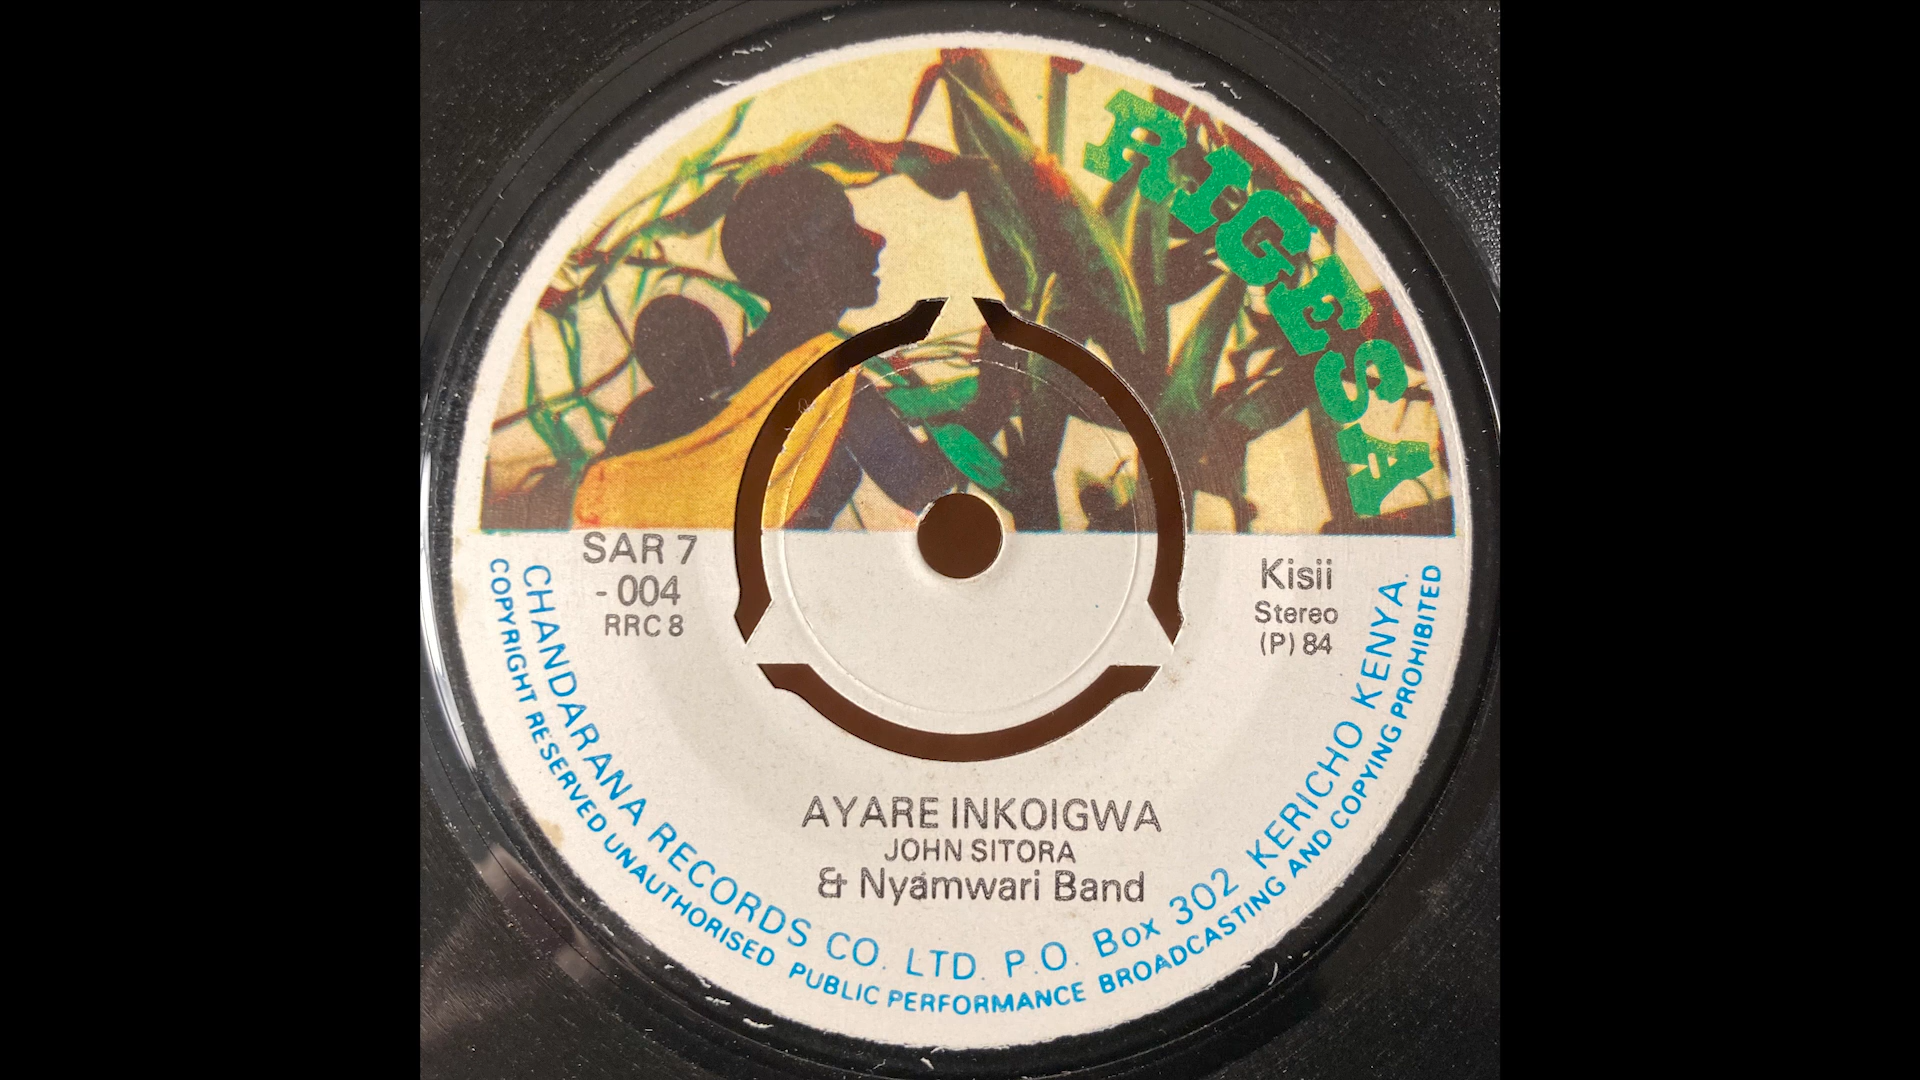 RIGESA
SAR 7
- 004
RRC 8
Kisii
Stereo
(P) 84
AYARE INKOIGWA
JOHN SITORA
& Nyamwari Band
CHANDARANA RECORDS CO. LTD. P.O. Box 302 KERICHO KENYA.
COPYRIGHT RESERVED UNAUTHORISED PUBLIC PERFORMANCE BROADCASTING AND COPYING PROHIBITED